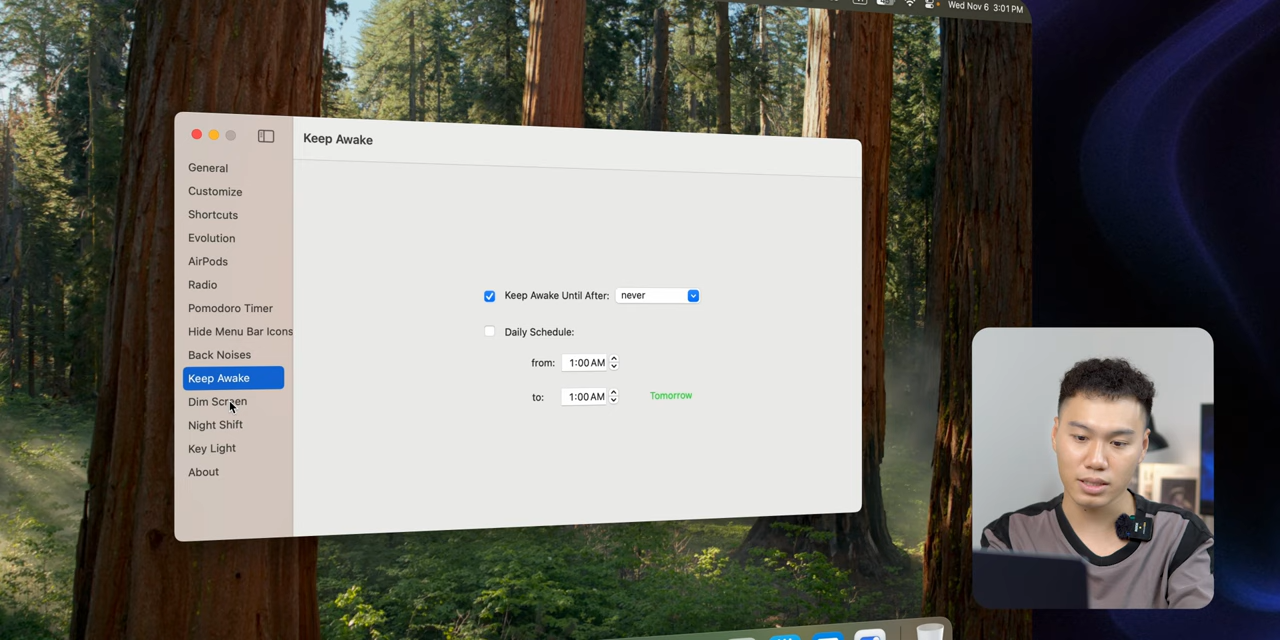 Wed Nov 6 3:01 PM
Keep Awake
General
Customize
Shortcuts
Evolution
AirPods
Radio
Pomodoro Timer
Hide Menu Bar Icons
Back Noises
Keep Awake
Dim Screen
Night Shift
Key Light
About
Keep Awake Until After: never
Daily Schedule:
from: 1:00 AM
to: 1:00 AM Tomorrow